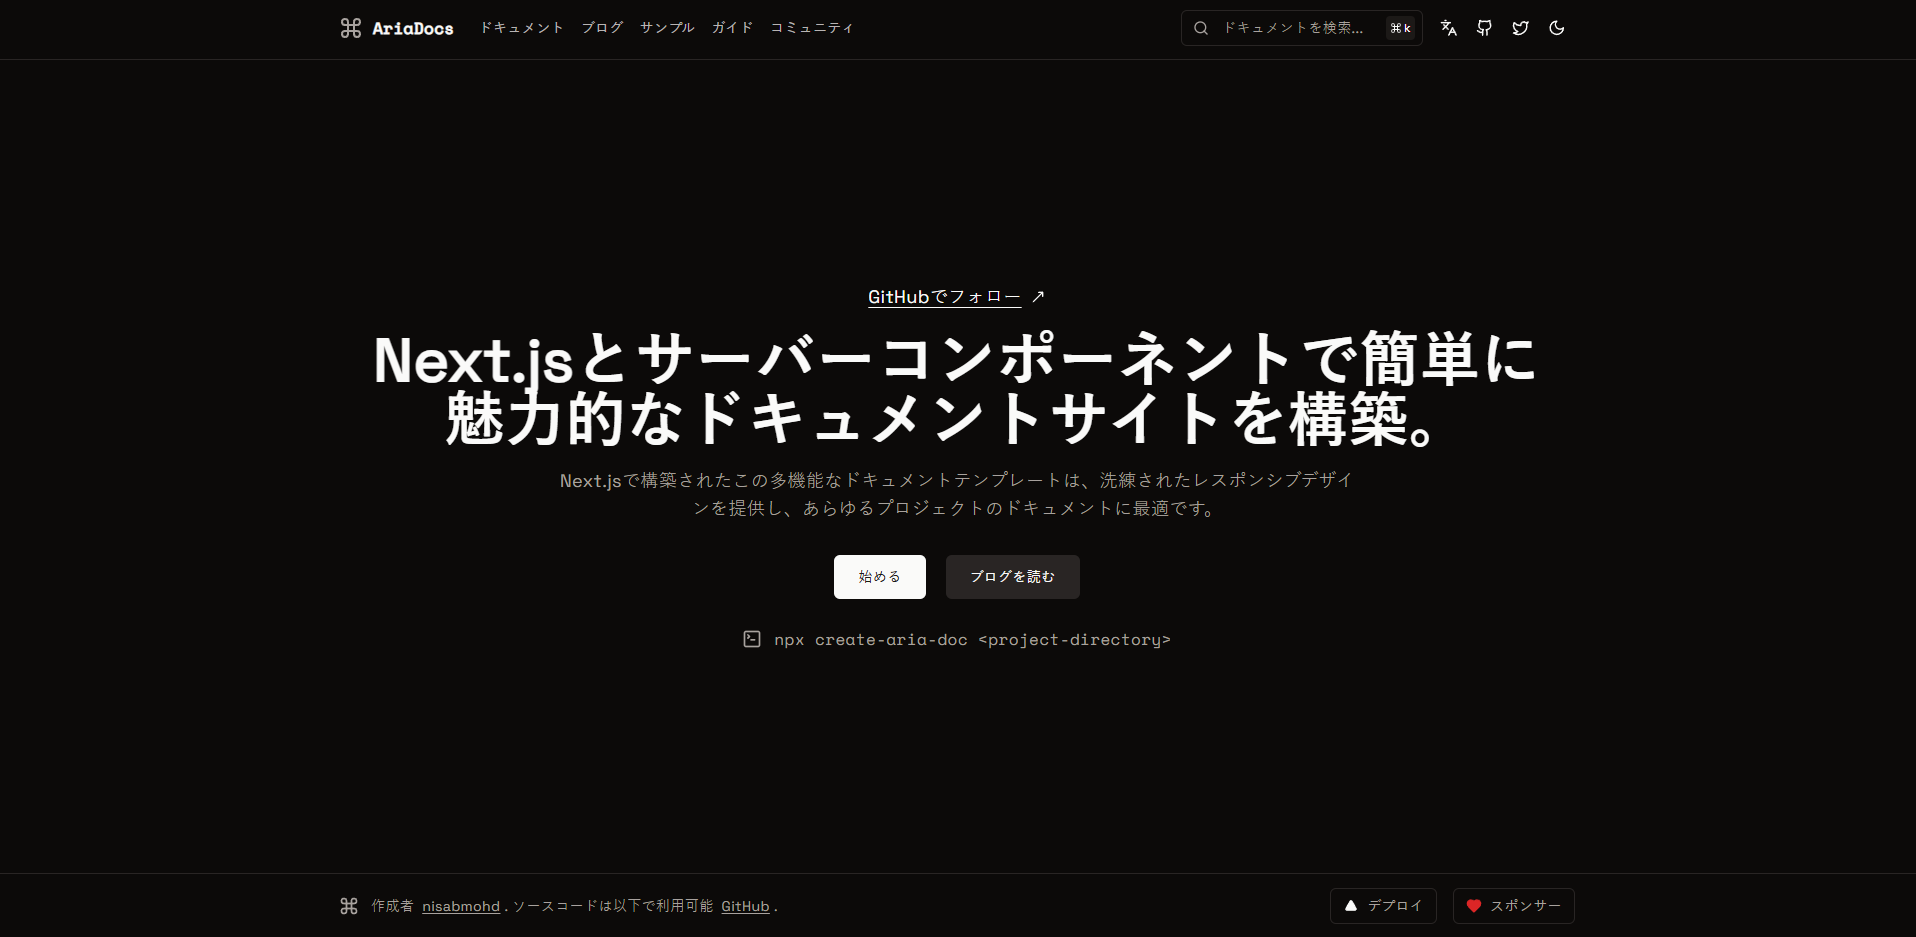 AriaDocs ドキュメント ブログ サンプル ガイド コミュニティ ドキュメントを検索... ⌘k
GitHubでフォロー ↗
Next.jsとサーバーコンポーネントで簡単に
魅力的なドキュメントサイトを構築。
Next.jsで構築されたこの多機能なドキュメントテンプレートは、洗練されたレスポンシブデザイ
ンを提供し、あらゆるプロジェクトのドキュメントに最適です。
始める ブログを読む
npx create-aria-doc <project-directory>
作成者 nisabmohd . ソースコードは以下で利用可能 GitHub . デプロイ スポンサー